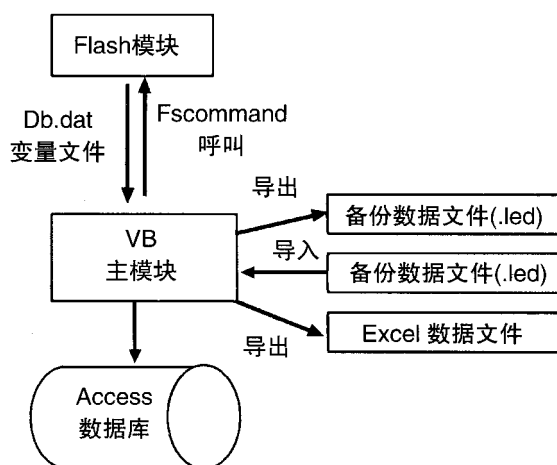 Flash模块
Db.dat
变量文件
Fscommand
呼叫
导出
VB
主模块
备份数据文件(.led)
导入
备份数据文件(.led)
导出
Excel 数据文件
Access
数据库